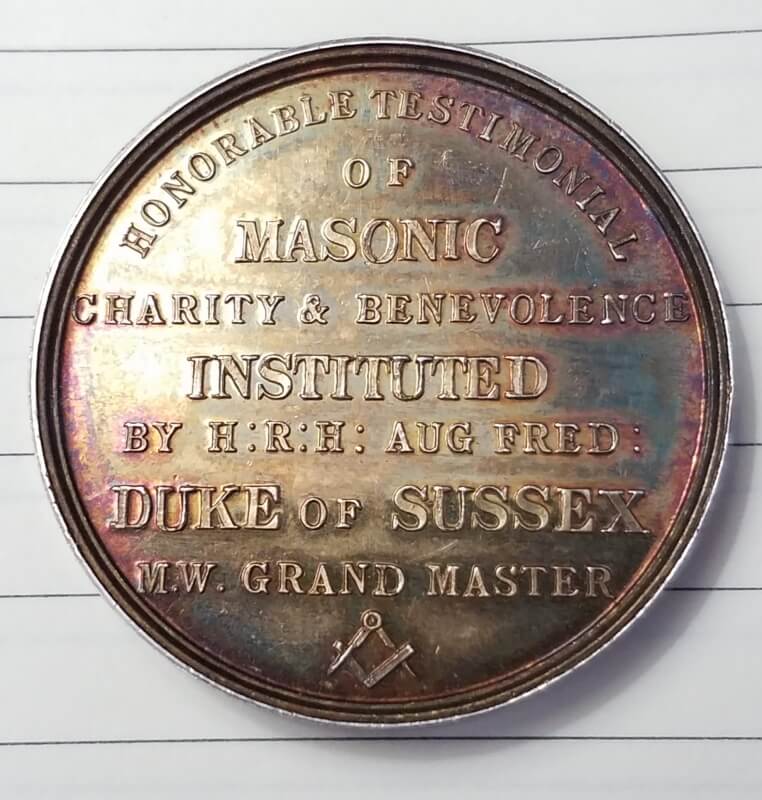 HONORABLE TESTIMONIAL
OF
MASONIC
CHARITY & BENEVOLENCE
INSTITUTED
BY H:R:H: AUG FRED:
DUKE OF SUSSEX
M.W. GRAND MASTER